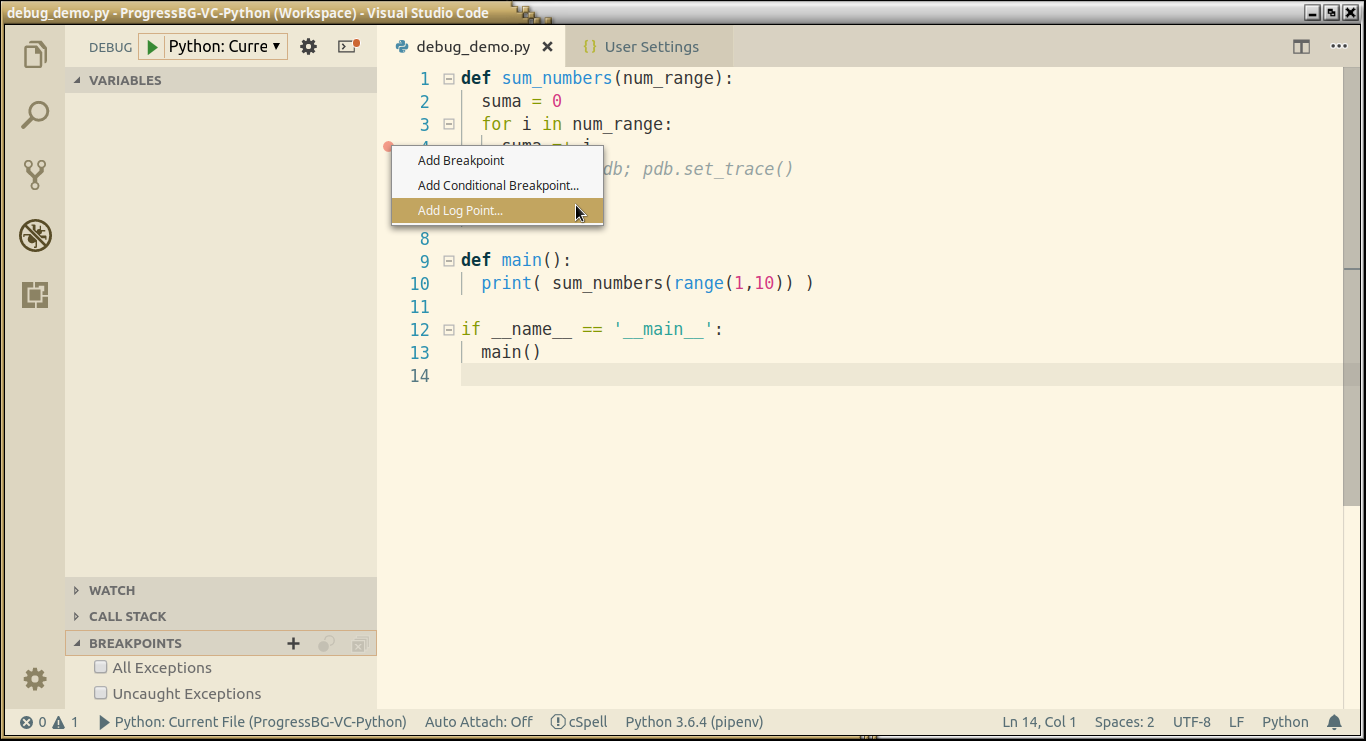 debug_demo.py - ProgressBG-VC-Python (Workspace) - Visual Studio Code
DEBUG Python: Curre
debug_demo.py User Settings
VARIABLES
1 def sum_numbers(num_range):
2 suma = 0
3 for i in num_range:
Add Breakpoint
db; pdb.set_trace()
Add Conditional Breakpoint...
Add Log Point...
8
9 def main():
10 print( sum_numbers(range(1,10)) )
11
12 if __name__ == '__main__':
13 main()
14
WATCH
CALL STACK
BREAKPOINTS
All Exceptions
Uncaught Exceptions
0 1 Python: Current File (ProgressBG-VC-Python) Auto Attach: Off cSpell Python 3.6.4 (pipenv) Ln 14, Col 1 Spaces: 2 UTF-8 LF Python